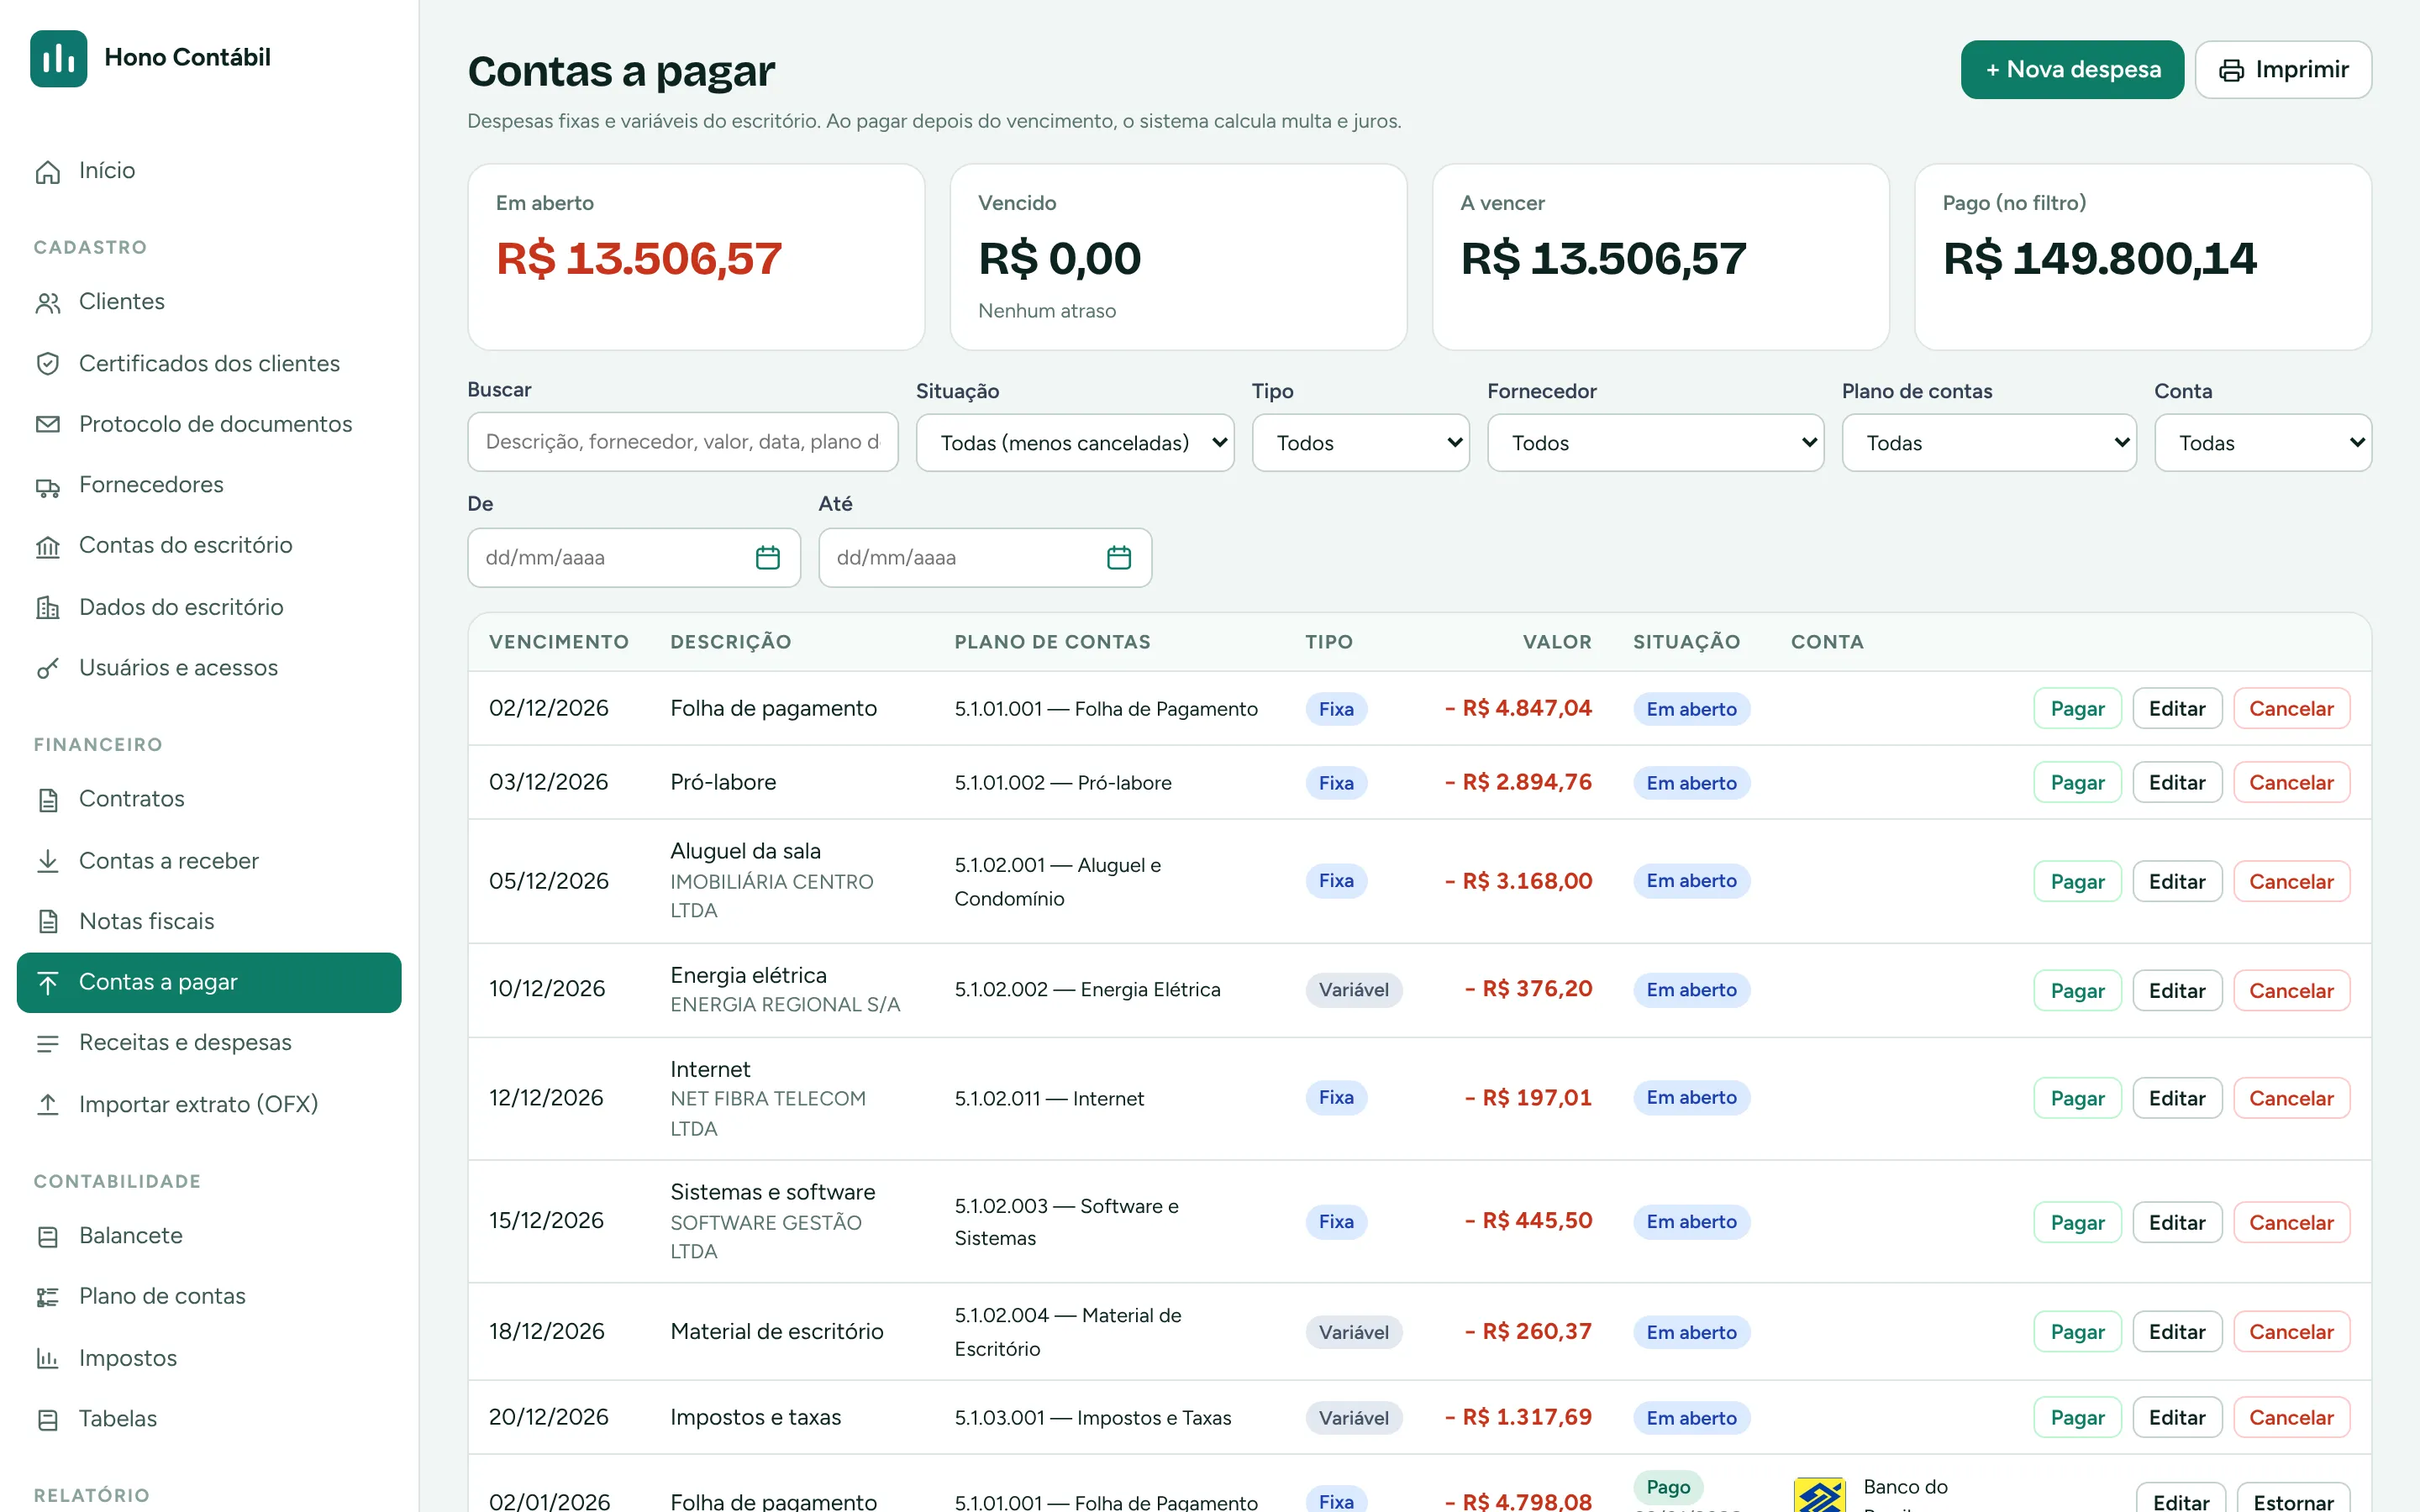 Hono Contábil
Início
CADASTRO
Clientes
Certificados dos clientes
Protocolo de documentos
Fornecedores
Contas do escritório
Dados do escritório
Usuários e acessos
FINANCEIRO
Contratos
Contas a receber
Notas fiscais
Contas a pagar
Receitas e despesas
Importar extrato (OFX)
CONTABILIDADE
Balancete
Plano de contas
Impostos
Tabelas
RELATÓRIO
Contas a pagar
+ Nova despesa Imprimir
Despesas fixas e variáveis do escritório. Ao pagar depois do vencimento, o sistema calcula multa e juros.
Em aberto
R$ 13.506,57
Vencido
R$ 0,00
Nenhum atraso
A vencer
R$ 13.506,57
Pago (no filtro)
R$ 149.800,14
Buscar Situação Tipo Fornecedor Plano de contas Conta
Descrição, fornecedor, valor, data, plano d Todas (menos canceladas) Todos Todos Todas Todas
De Até
dd/mm/aaaa dd/mm/aaaa
VENCIMENTO DESCRIÇÃO PLANO DE CONTAS TIPO VALOR SITUAÇÃO CONTA
02/12/2026 Folha de pagamento 5.1.01.001 — Folha de Pagamento Fixa − R$ 4.847,04 Em aberto Pagar Editar Cancelar
03/12/2026 Pró-labore 5.1.01.002 — Pró-labore Fixa − R$ 2.894,76 Em aberto Pagar Editar Cancelar
Aluguel da sala
IMOBILIÁRIA CENTRO
LTDA
05/12/2026 5.1.02.001 — Aluguel e
Condomínio
Fixa − R$ 3.168,00 Em aberto Pagar Editar Cancelar
Energia elétrica
ENERGIA REGIONAL S/A
10/12/2026 5.1.02.002 — Energia Elétrica Variável − R$ 376,20 Em aberto Pagar Editar Cancelar
Internet
NET FIBRA TELECOM
LTDA
12/12/2026 5.1.02.011 — Internet Fixa − R$ 197,01 Em aberto Pagar Editar Cancelar
Sistemas e software
SOFTWARE GESTÃO
LTDA
15/12/2026 5.1.02.003 — Software e
Sistemas
Fixa − R$ 445,50 Em aberto Pagar Editar Cancelar
18/12/2026 Material de escritório 5.1.02.004 — Material de
Escritório
Variável − R$ 260,37 Em aberto Pagar Editar Cancelar
20/12/2026 Impostos e taxas 5.1.03.001 — Impostos e Taxas Variável − R$ 1.317,69 Em aberto Pagar Editar Cancelar
02/01/2026 Folha de pagamento 5.1.01.001 — Folha de Pagamento Fixa − R$ 4.798,08 Pago Banco do Editar Estornar